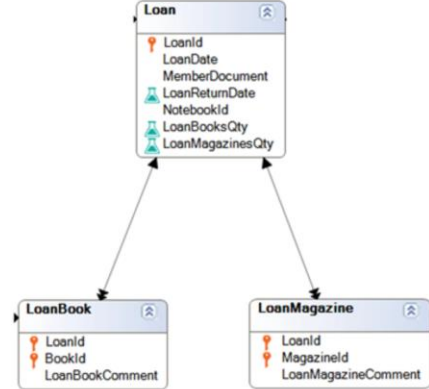 Loan
LoanId
LoanDate
MemberDocument
LoanReturnDate
NotebookId
LoanBooksQty
LoanMagazinesQty
LoanBook
LoanId
BookId
LoanBookComment
LoanMagazine
LoanId
MagazineId
LoanMagazineComment